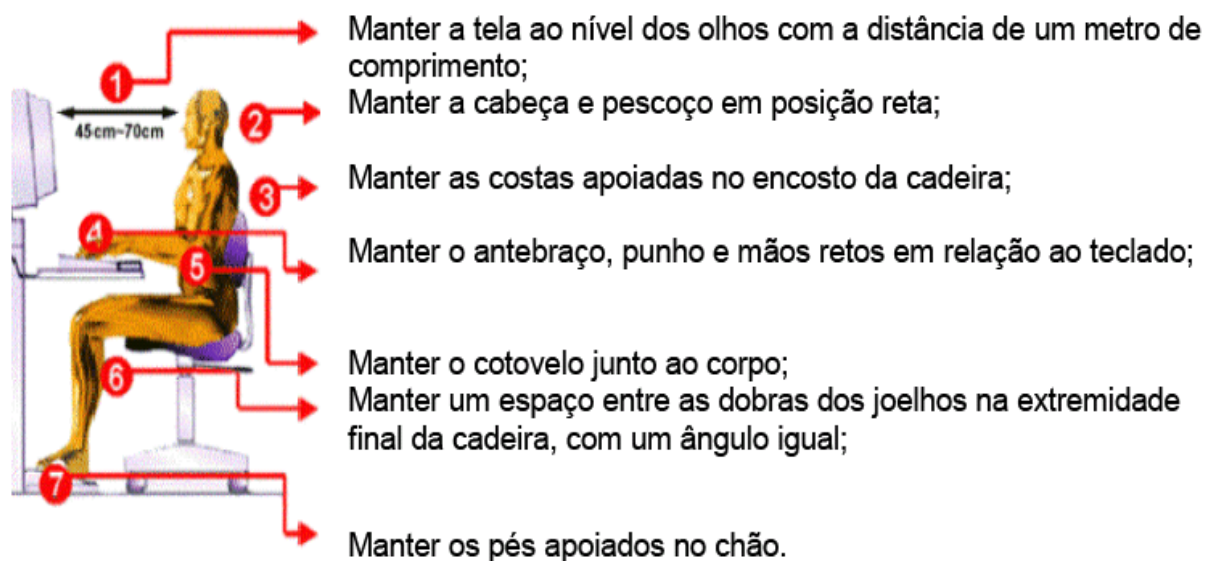 1
Manter a tela ao nível dos olhos com a distância de um metro de
comprimento;
45cm~70cm
2
Manter a cabeça e pescoço em posição reta;
3
Manter as costas apoiadas no encosto da cadeira;
4
Manter o antebraço, punho e mãos retos em relação ao teclado;
5
Manter o cotovelo junto ao corpo;
6
Manter um espaço entre as dobras dos joelhos na extremidade
final da cadeira, com um ângulo igual;
7
Manter os pés apoiados no chão.